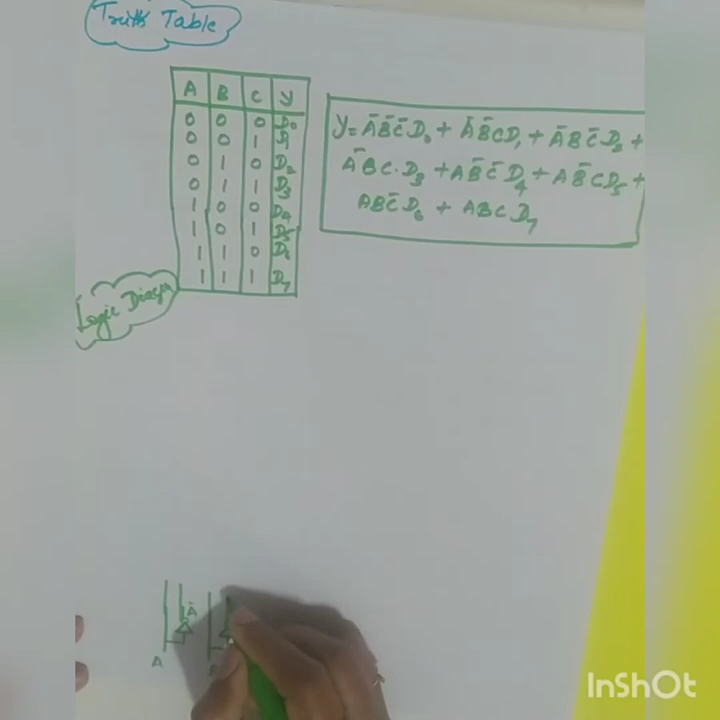 Truth Table
A B C Y
0 0 0 D₀
0 0 1 D₁
0 1 0 D₂
0 1 1 D₃
1 0 0 D₄
1 0 1 D₅
1 1 0 D₆
1 1 1 D₇
Y = A̅B̅C̅D₀ + A̅B̅CD₁ + A̅BC̅D₂ +
A̅BC·D₃ + AB̅C̅D₄ + AB̅CD₅ +
ABC̅D₆ + ABCD₇
Logic Diagram
A̅
A
InShOt